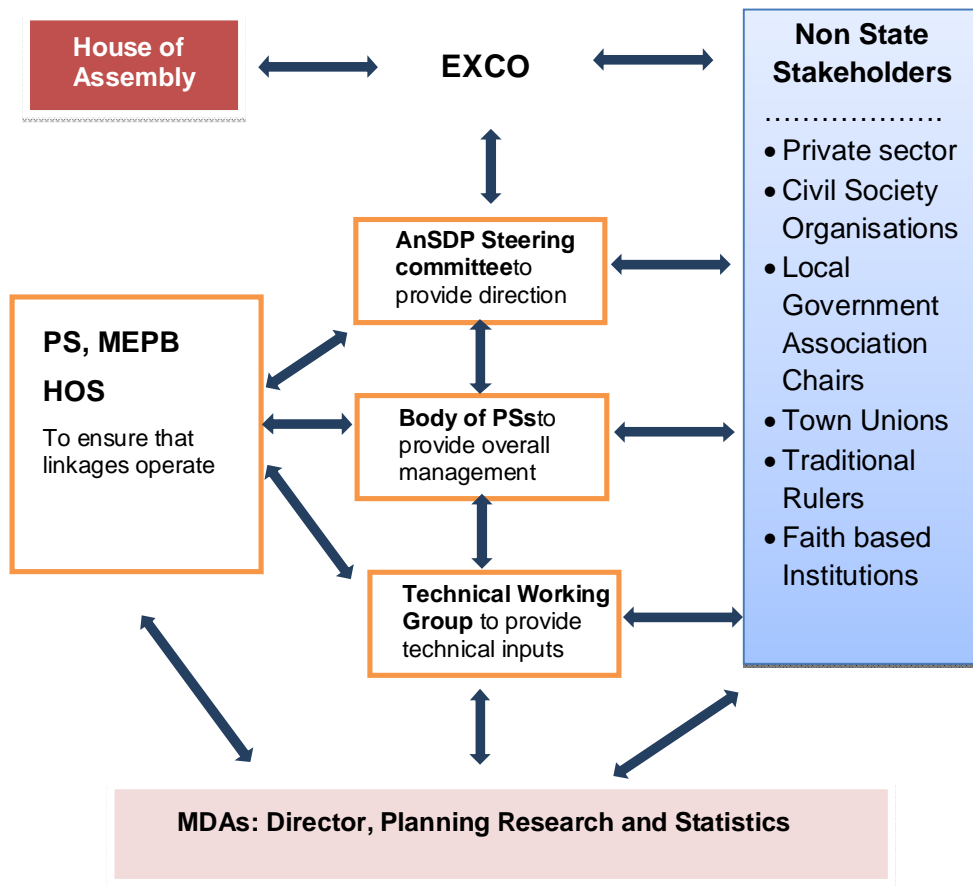 House of
Assembly
EXCO
Non State
Stakeholders
...................
• Private sector
• Civil Society
Organisations
• Local
Government
Association
Chairs
• Town Unions
• Traditional
Rulers
• Faith based
Institutions
AnSDP Steering
committeeto
provide direction
PS, MEPB
HOS
To ensure that
linkages operate
Body of PSsto
provide overall
management
Technical Working
Group to provide
technical inputs
MDAs: Director, Planning Research and Statistics